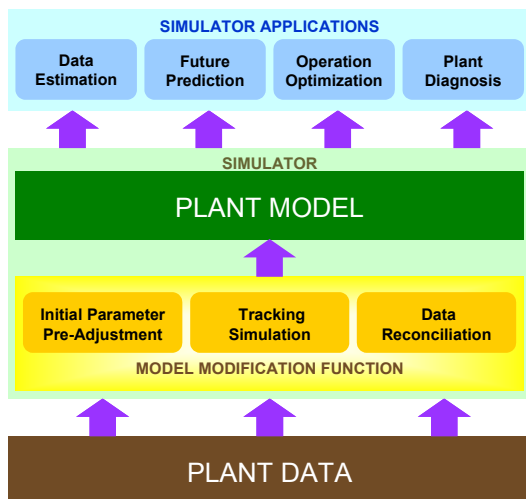 SIMULATOR APPLICATIONS
Data
Estimation
Future
Prediction
Operation
Optimization
Plant
Diagnosis
SIMULATOR
PLANT MODEL
Initial Parameter
Pre-Adjustment
Tracking
Simulation
Data
Reconciliation
MODEL MODIFICATION FUNCTION
PLANT DATA